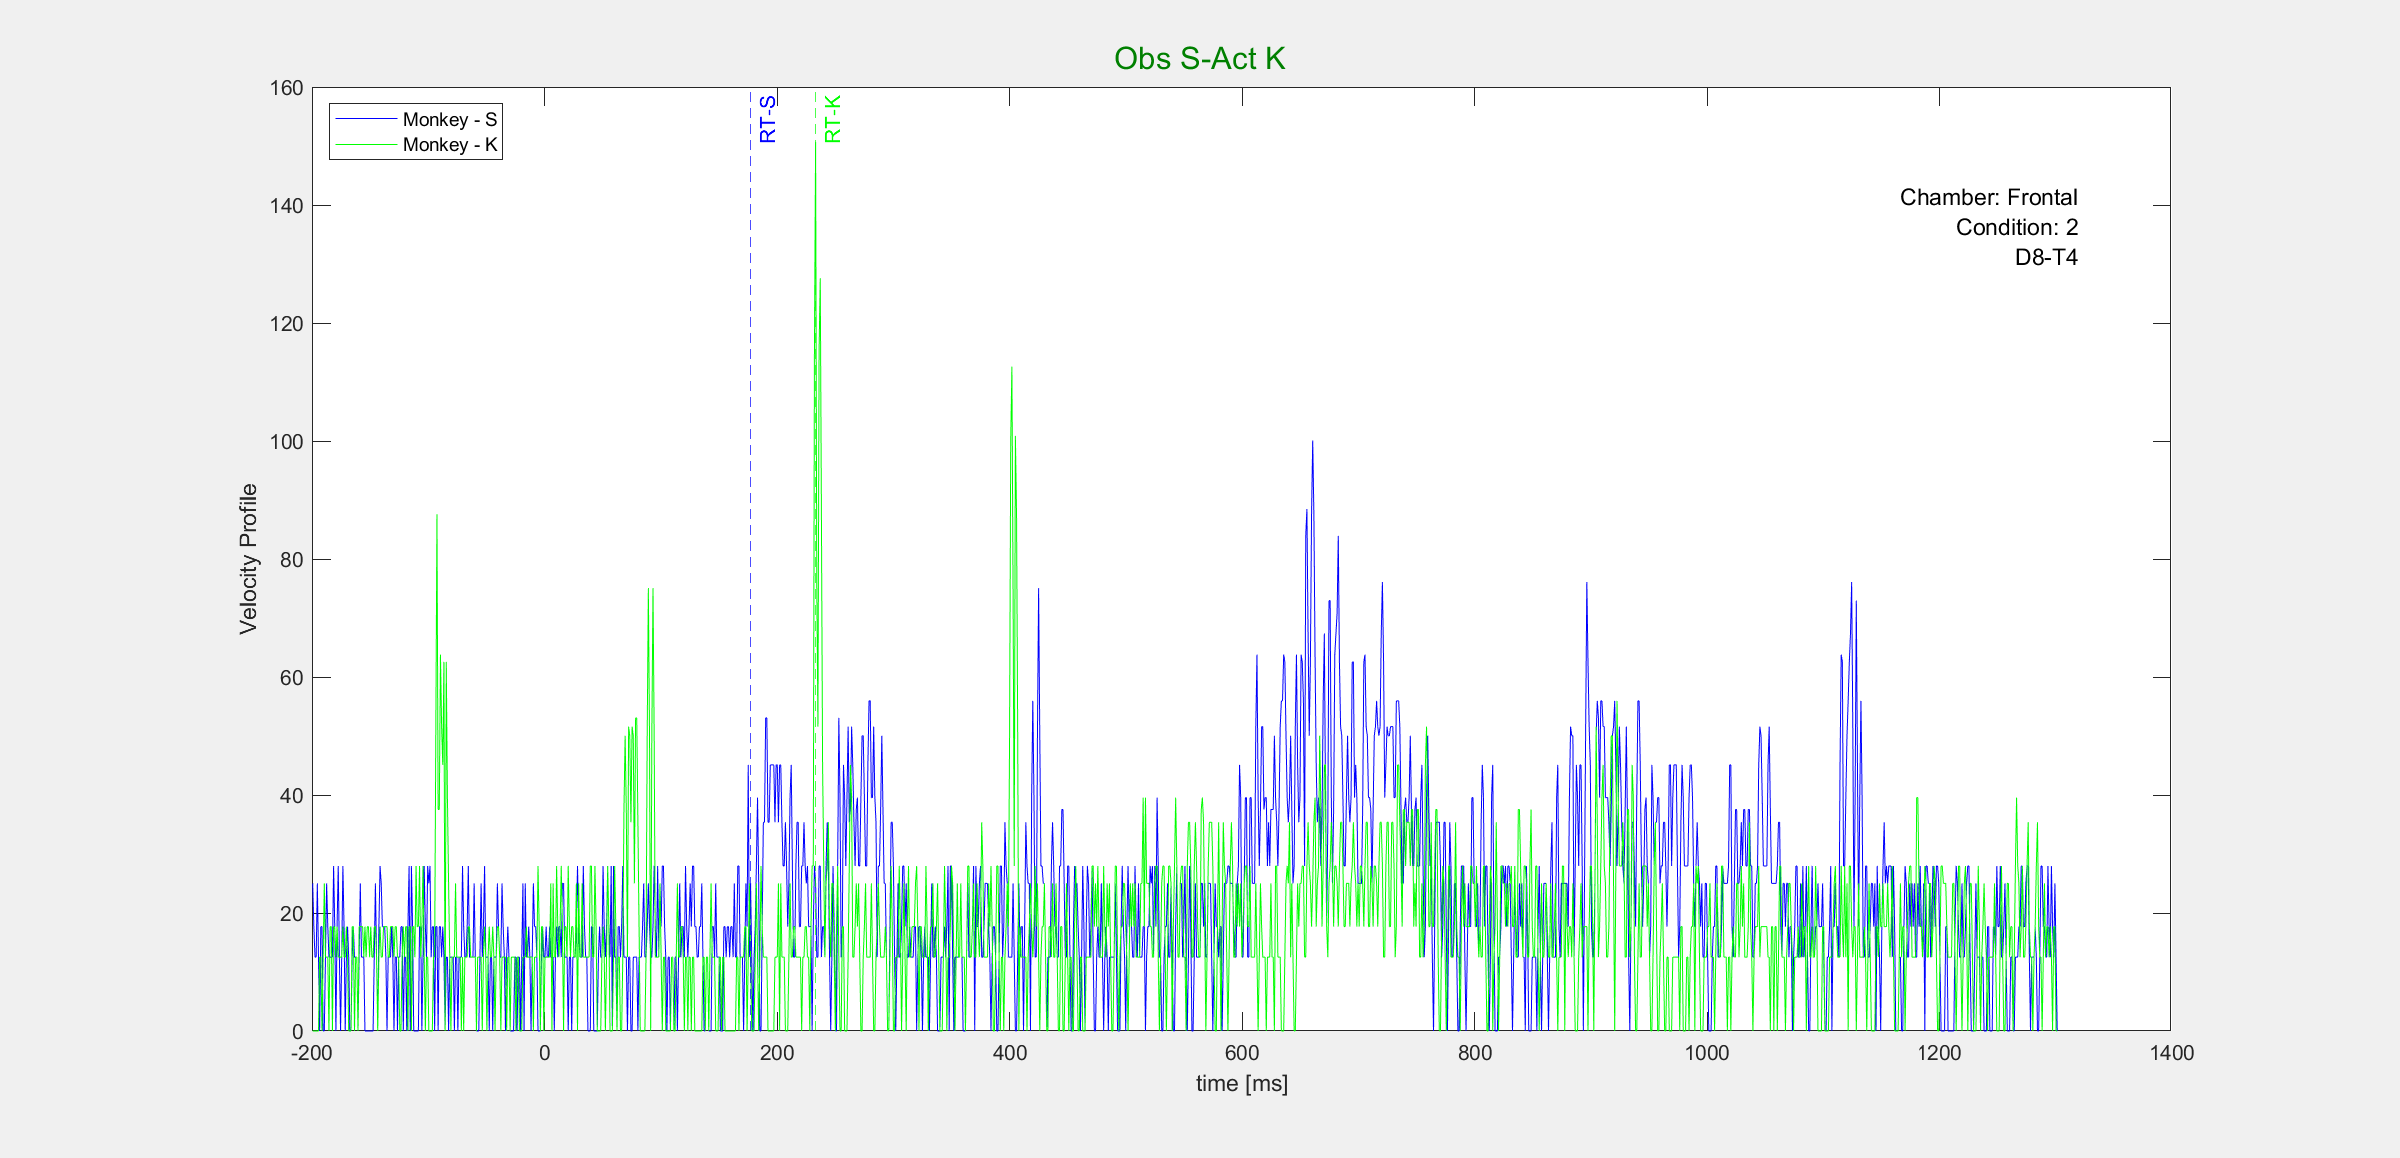 Obs S-Act K
Monkey - S
Monkey - K
RT-S
RT-K
Chamber: Frontal
Condition: 2
D8-T4
Velocity Profile
160
140
120
100
80
60
40
20
0
-200 0 200 400 600 800 1000 1200 1400
time [ms]